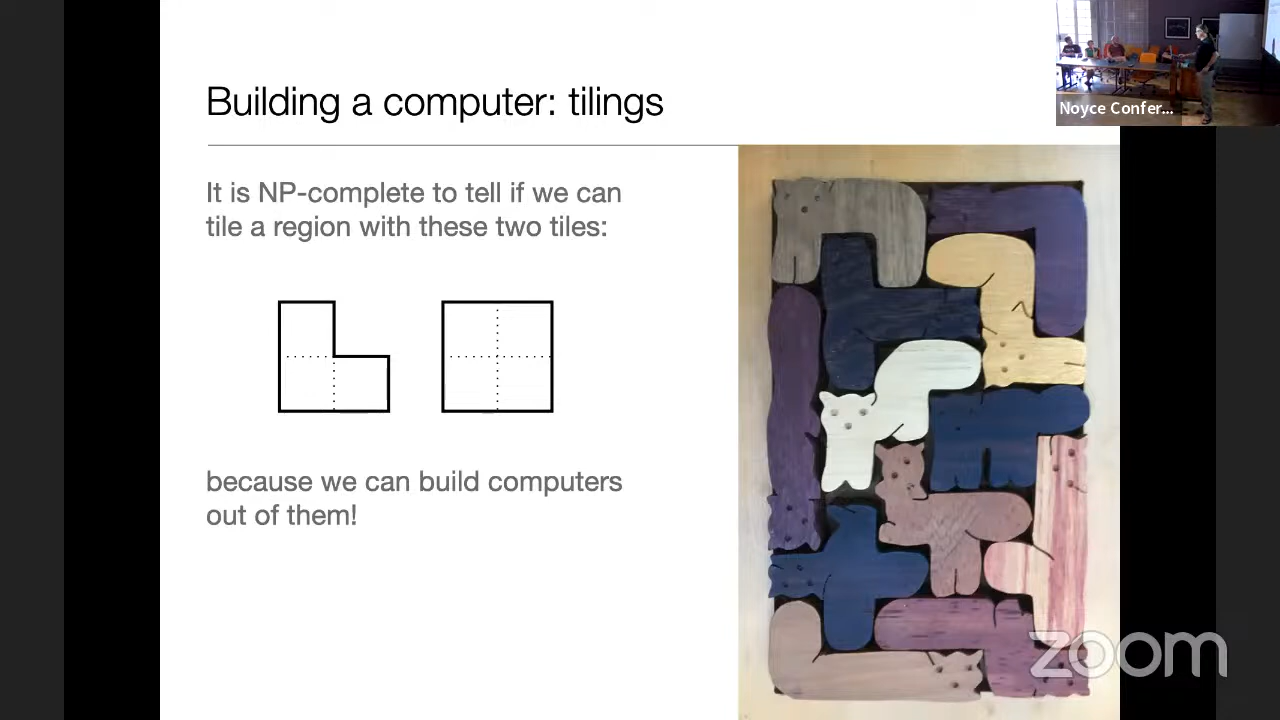 Building a computer: tilings
Noyce Confer...
It is NP-complete to tell if we can
tile a region with these two tiles:
because we can build computers
out of them!
zoom